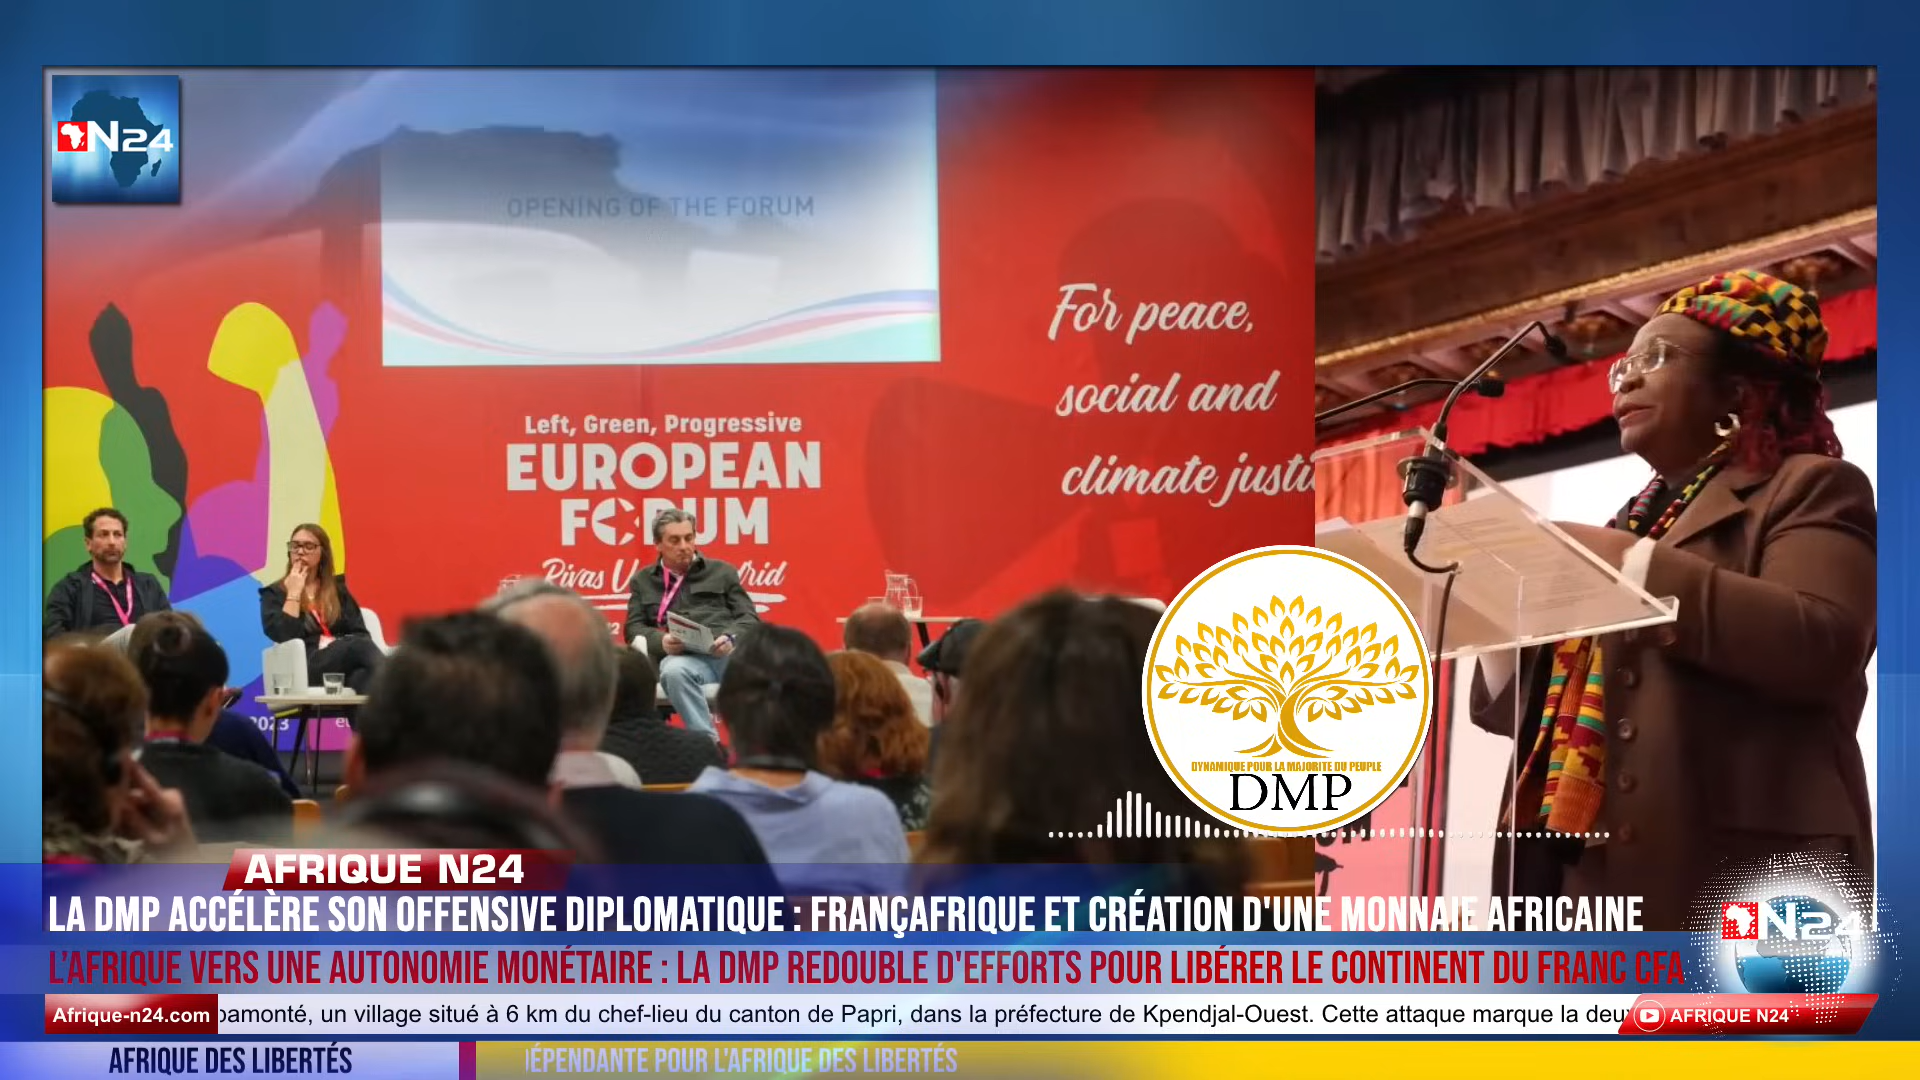 N24
OPENING OF THE FORUM
For peace,
social and
climate
Left, Green, Progressive
EUROPEAN
FORUM
Rivas
2023
DYNAMIQUE POUR LA MAJORITE DU PEUPLE
DMP
AFRIQUE N24
LA DMP ACCÉLÈRE SON OFFENSIVE DIPLOMATIQUE : FRANÇAFRIQUE ET CRÉATION D'UNE MONNAIE AFRICAINE
L'AFRIQUE VERS UNE AUTONOMIE MONÉTAIRE : LA DMP REDOUBLE D'EFFORTS POUR LIBÉRER LE CONTINENT DU FRANC CFA
N24
Afrique-n24.com
un village situé à 6 km du chef-lieu du canton de Papri, dans la préfecture de Kpendjal-Ouest. Cette attaque marque la
AFRIQUE N24
AFRIQUE DES LIBERTÉS
POUR L'AFRIQUE DES LIBERTÉS